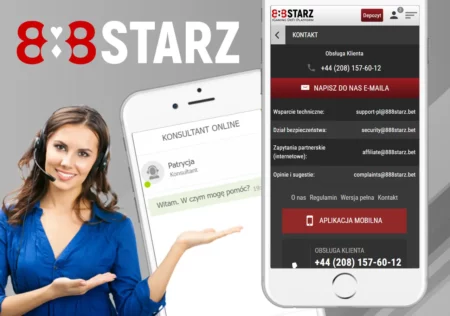 888STARZ
KONSULTANT ONLINE
Patrycja
Konsultant
Witam. W czym mogę pomóc?
888STARZ
Depozyt
KONTAKT
Obsługa Klienta
+44 (208) 157-60-12
NAPISZ DO NAS E-MAILA
Wsparcie techniczne: support-pl@888starz.bet
Dział bezpieczeństwa: security@888starz.bet
Zapytania partnerskie
(internetowe): affiliate@888starz.bet
Opinie i sugestie: complaints@888starz.bet
O nas Regulamin Wersja pełna Kontakt
APLIKACJA MOBILNA
OBSŁUGA KLIENTA
+44 (208) 157-60-12